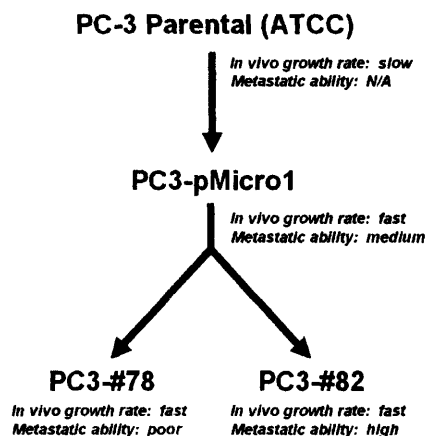 PC-3 Parental (ATCC)
In vivo growth rate: slow
Metastatic ability: N/A
PC3-pMicro1
In vivo growth rate: fast
Metastatic ability: medium
PC3-#78
In vivo growth rate: fast
Metastatic ability: poor
PC3-#82
In vivo growth rate: fast
Metastatic ability: high